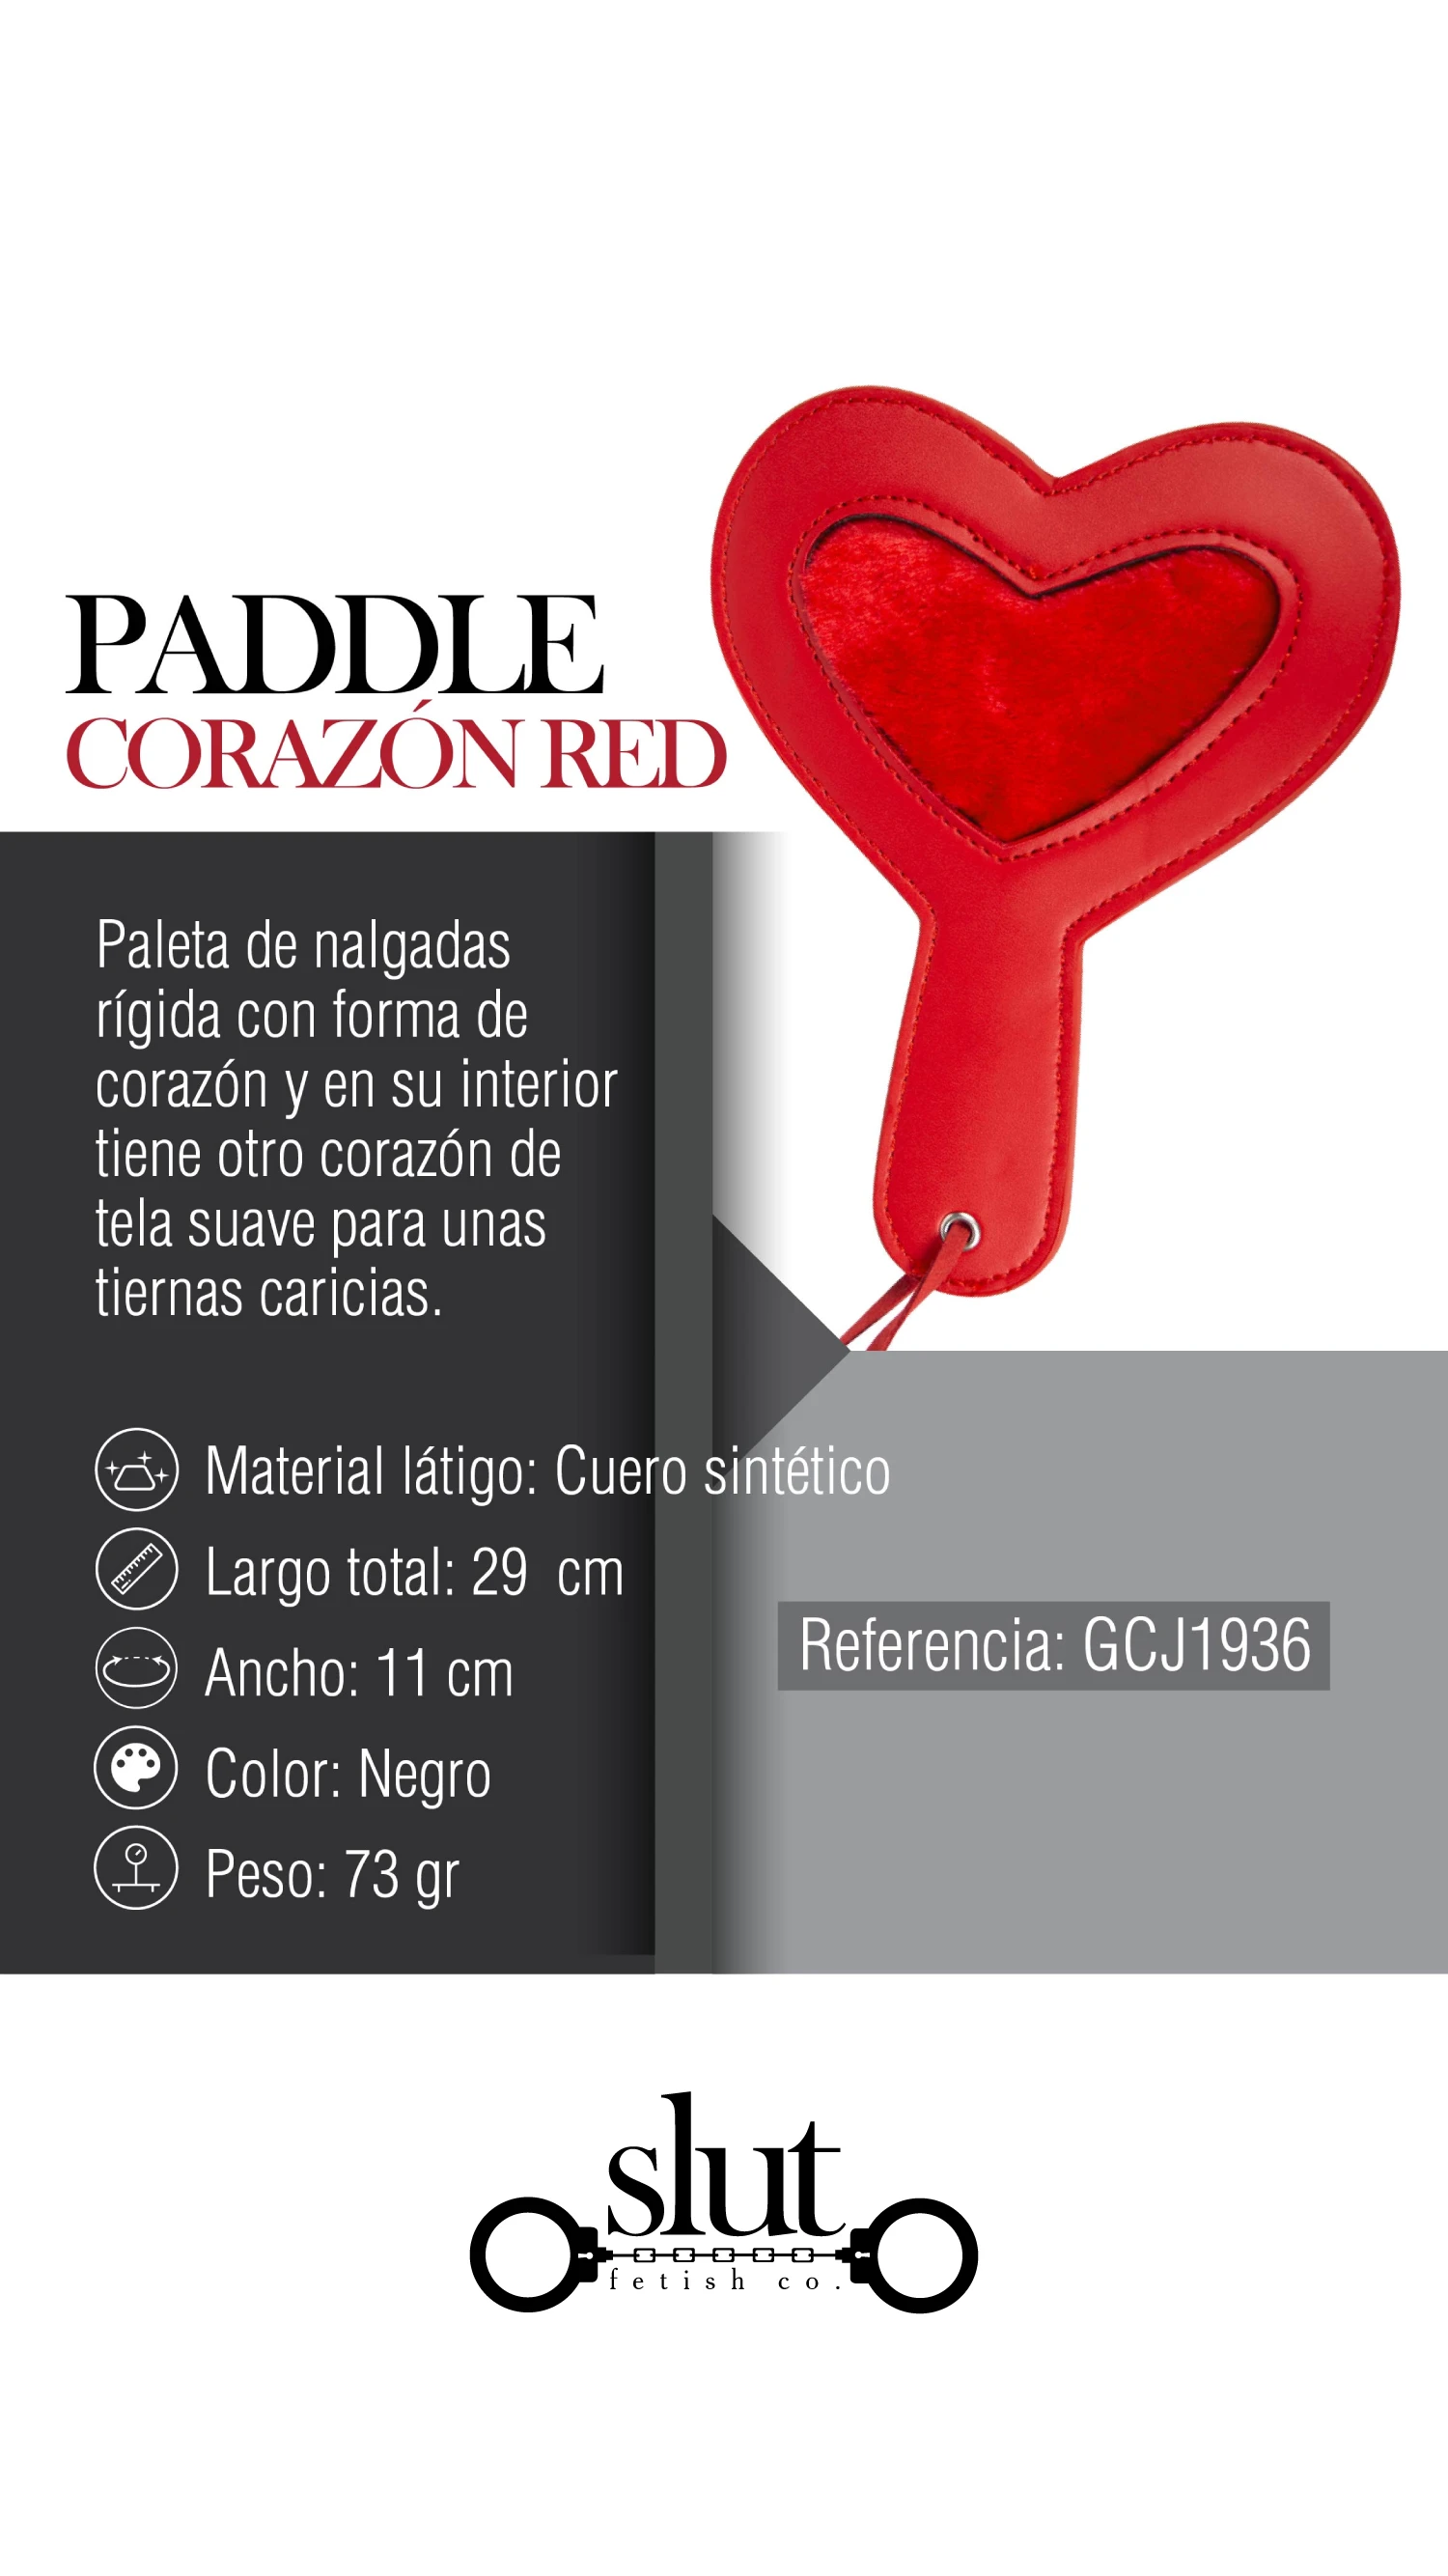 PADDLE
CORAZÓN RED
Paleta de nalgadas
rígida con forma de
corazón y en su interior
tiene otro corazón de
tela suave para unas
tiernas caricias.
Material látigo: Cuero sintético
Largo total: 29  cm
Ancho: 11 cm
Color: Negro
Peso: 73 gr
Referencia: GCJ1936
slut
fetish co.